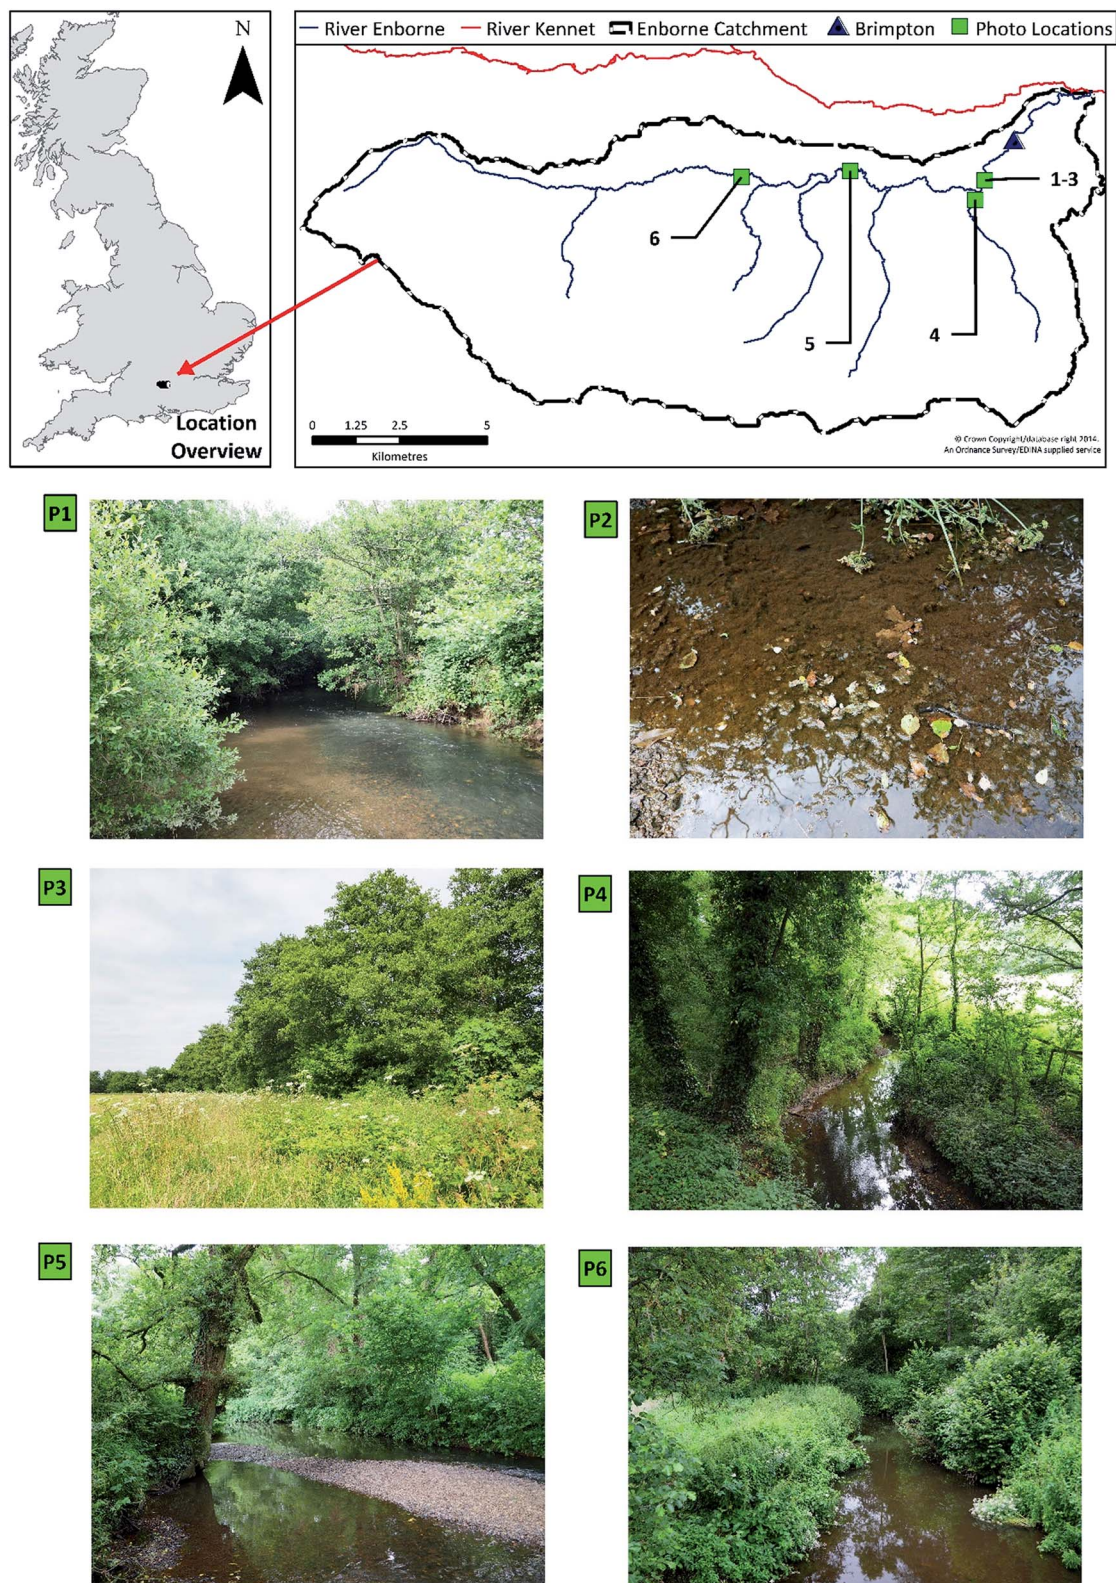 N
Location
Overview
River Enborne River Kennet Enborne Catchment Brimpton Photo Locations
1-3
6
5
4
0 1.25 2.5 5
Kilometres
© Crown Copyright/database right 2014.
An Ordnance Survey/EDINA supplied service
P1
P2
P3
P4
P5
P6